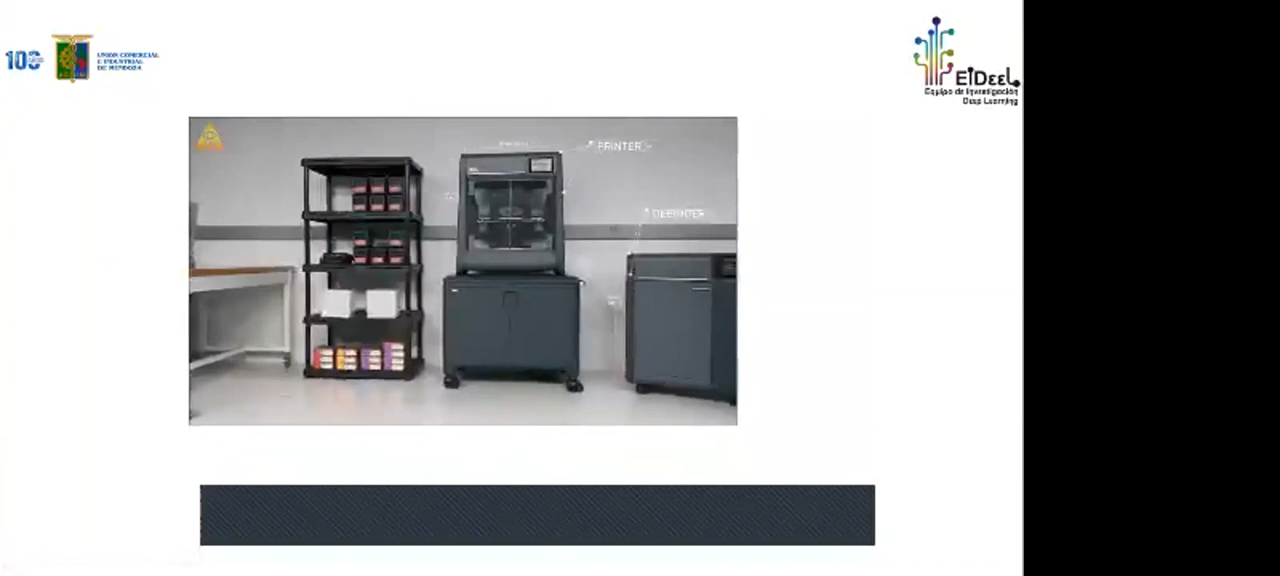 100
UNION COMERCIAL
E INDUSTRIAL
DE MENDOZA
EIDEEL
Equipo de Investigación
Deep Learning
PRINTER
DEBINDER